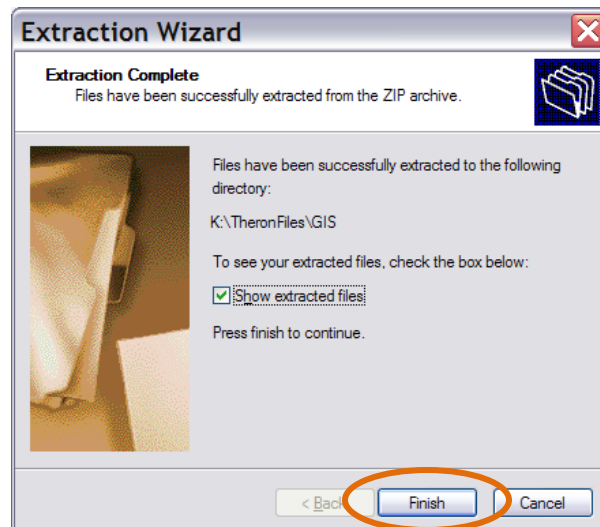 Extraction Wizard
Extraction Complete
Files have been successfully extracted from the ZIP archive.
Files have been successfully extracted to the following
directory:
K:\TheronFiles\GIS
To see your extracted files, check the box below:
Show extracted files
Press finish to continue.
< Back Finish Cancel